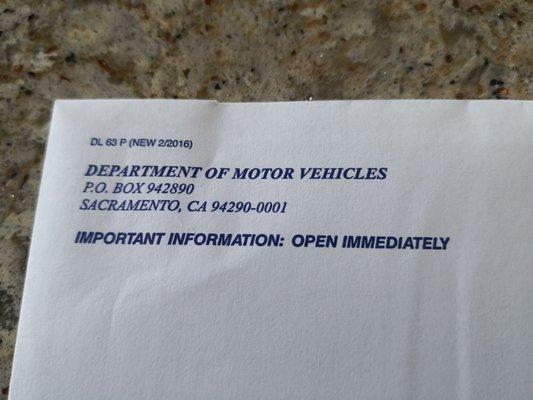 DL 63 P (NEW 2/2016)
DEPARTMENT OF MOTOR VEHICLES
P.O. BOX 942890
SACRAMENTO, CA 94290-0001
IMPORTANT INFORMATION: OPEN IMMEDIATELY